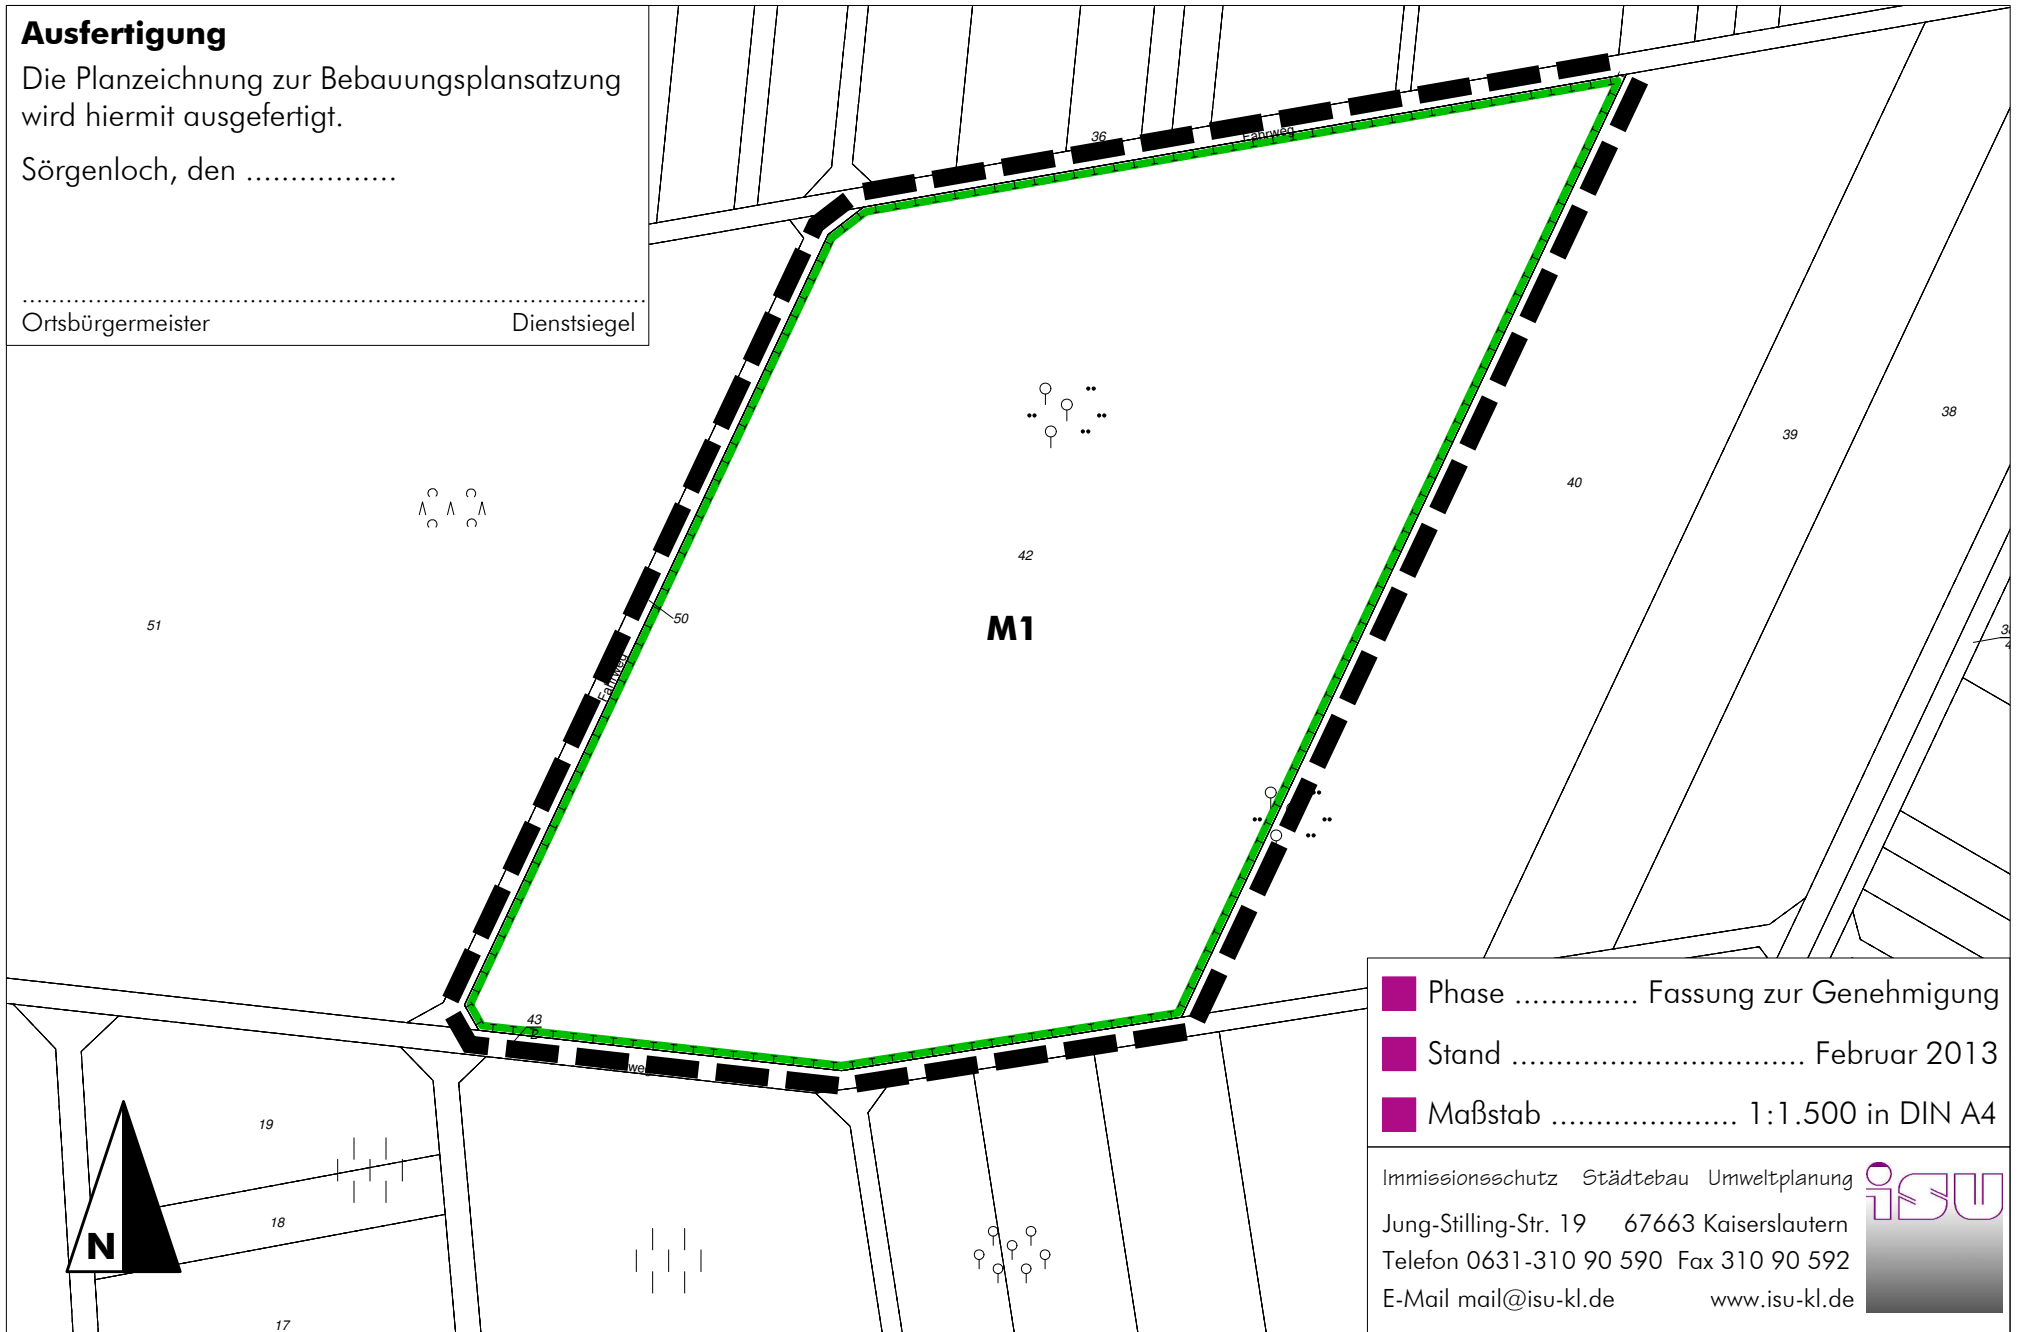 Ausfertigung
Die Planzeichnung zur Bebauungsplansatzung
wird hiermit ausgefertigt.
Sörgenloch, den .................
Ortsbürgermeister Dienstsiegel
36
Fahrweg
38
39
40
42
M1
50
51
Fahrweg
43
2
19
18
17
N
Phase .............. Fassung zur Genehmigung
Stand ................................. Februar 2013
Maßstab ..................... 1:1.500 in DIN A4
Immissionsschutz Städtebau Umweltplanung
isu
Jung-Stilling-Str. 19 67663 Kaiserslautern
Telefon 0631-310 90 590 Fax 310 90 592
E-Mail mail@isu-kl.de www.isu-kl.de